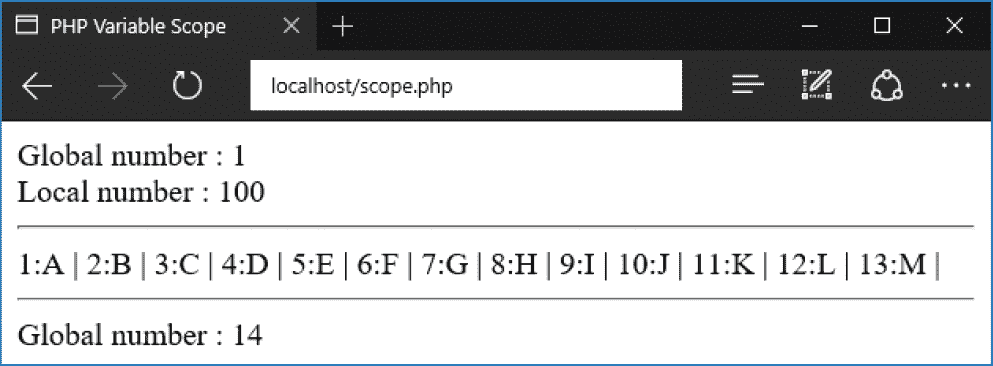 PHP Variable Scope
localhost/scope.php
Global number : 1
Local number : 100
1:A | 2:B | 3:C | 4:D | 5:E | 6:F | 7:G | 8:H | 9:I | 10:J | 11:K | 12:L | 13:M |
Global number : 14